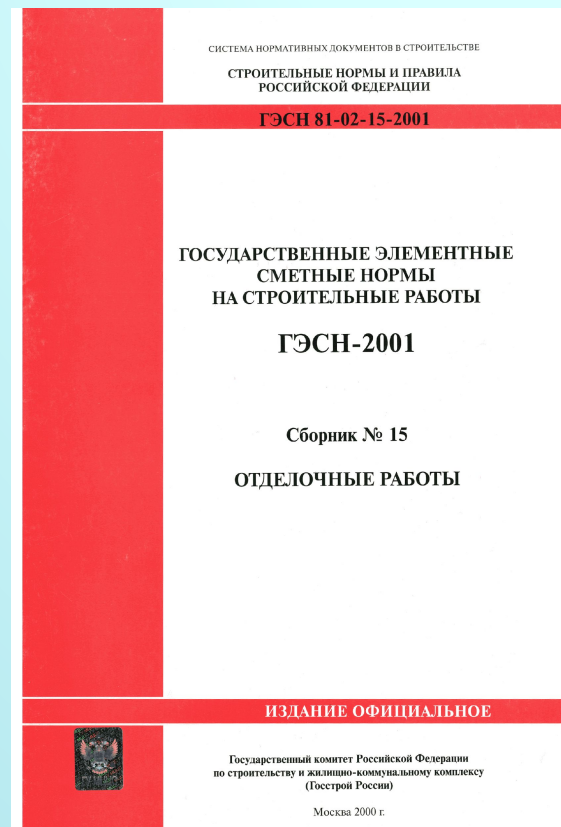 СИСТЕМА НОРМАТИВНЫХ ДОКУМЕНТОВ В СТРОИТЕЛЬСТВЕ
СТРОИТЕЛЬНЫЕ НОРМЫ И ПРАВИЛА
РОССИЙСКОЙ ФЕДЕРАЦИИ
ГЭСН 81-02-15-2001
ГОСУДАРСТВЕННЫЕ ЭЛЕМЕНТНЫЕ
СМЕТНЫЕ НОРМЫ
НА СТРОИТЕЛЬНЫЕ РАБОТЫ
ГЭСН-2001
Сборник № 15
ОТДЕЛОЧНЫЕ РАБОТЫ
ИЗДАНИЕ ОФИЦИАЛЬНОЕ
Государственный комитет Российской Федерации
по строительству и жилищно-коммунальному комплексу
(Госстрой России)
Москва 2000 г.